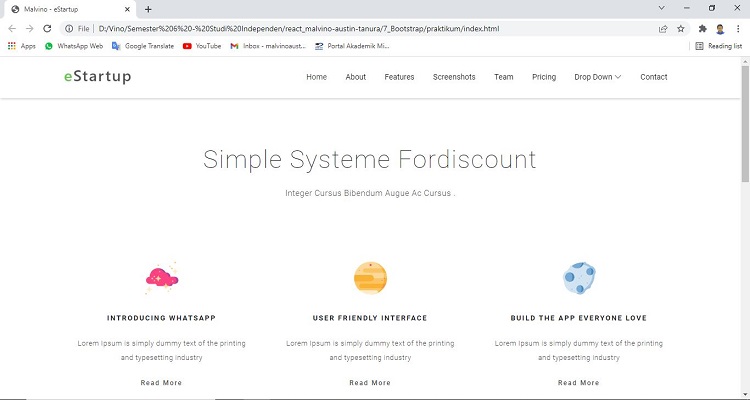 Malvino - eStartup
File
D:/Vino/Semester%206%20-%20Studi%20Independen/react_malvino-austin-tanura/7_Bootstrap/praktikum/index.html
Apps WhatsApp Web Google Translate YouTube Inbox - malvinoaust... Portal Akademik Mi... Reading list
eStartup Home About Features Screenshots Team Pricing Drop Down Contact
Simple Systeme Fordiscount
Integer Cursus Bibendum Augue Ac Cursus .
INTRODUCING WHATSAPP
Lorem Ipsum is simply dummy text of the printing
and typesetting industry
Read More
USER FRIENDLY INTERFACE
Lorem Ipsum is simply dummy text of the printing
and typesetting industry
Read More
BUILD THE APP EVERYONE LOVE
Lorem Ipsum is simply dummy text of the printing
and typesetting industry
Read More